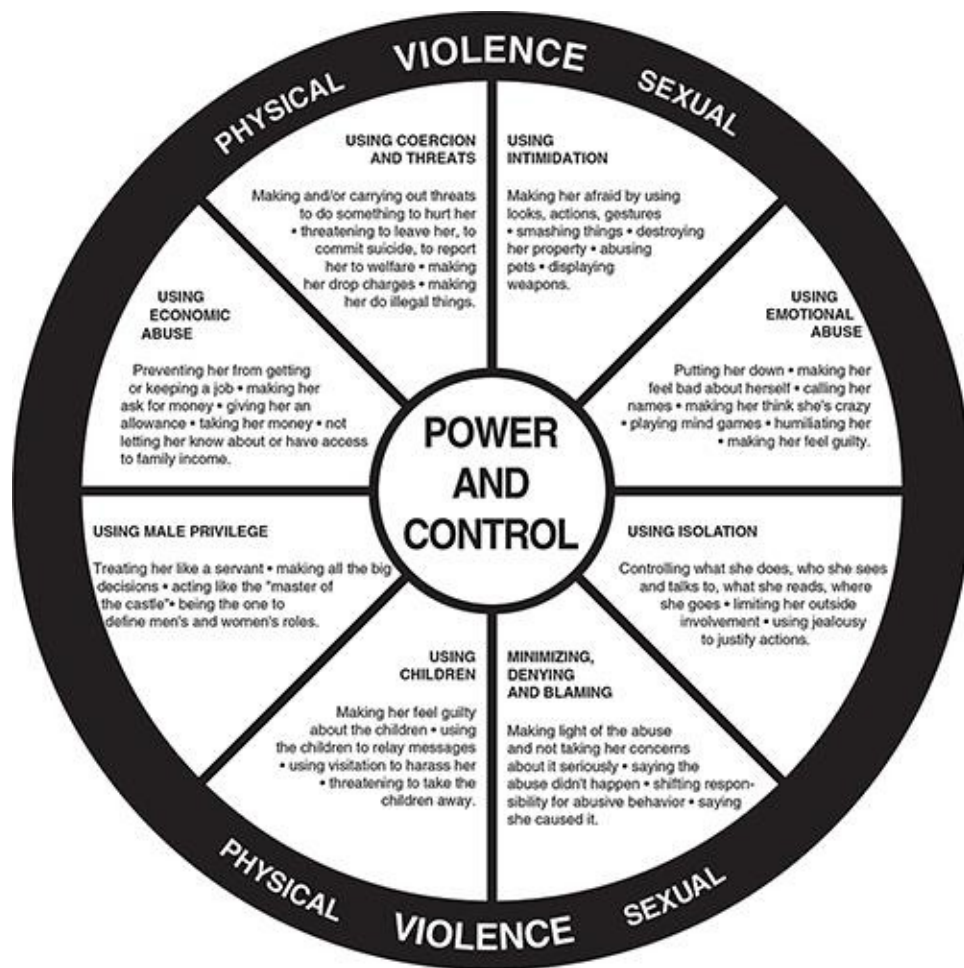 PHYSICAL VIOLENCE SEXUAL
USING COERCION
AND THREATS
Making and/or carrying out threats
to do something to hurt her
• threatening to leave her, to
commit suicide, to report
her to welfare • making
her drop charges • making
her do illegal things.
USING
INTIMIDATION
Making her afraid by using
looks, actions, gestures
• smashing things • destroying
her property • abusing
pets • displaying
weapons.
USING
EMOTIONAL
ABUSE
Putting her down • making her
feel bad about herself • calling her
names • making her think she's crazy
• playing mind games • humiliating her
• making her feel guilty.
USING ISOLATION
Controlling what she does, who she sees
and talks to, what she reads, where
she goes • limiting her outside
involvement • using jealousy
to justify actions.
MINIMIZING,
DENYING
AND BLAMING
Making light of the abuse
and not taking her concerns
about it seriously • saying the
abuse didn't happen • shifting respon-
sibility for abusive behavior • saying
she caused it.
USING
CHILDREN
Making her feel guilty
about the children • using
the children to relay messages
• using visitation to harass her
• threatening to take the
children away.
USING MALE PRIVILEGE
Treating her like a servant • making all the big
decisions • acting like the "master of
the castle"• being the one to
define men's and women's roles.
USING
ECONOMIC
ABUSE
Preventing her from getting
or keeping a job • making her
ask for money • giving her an
allowance • taking her money • not
letting her know about or have access
to family income.
POWER
AND
CONTROL
PHYSICAL VIOLENCE SEXUAL